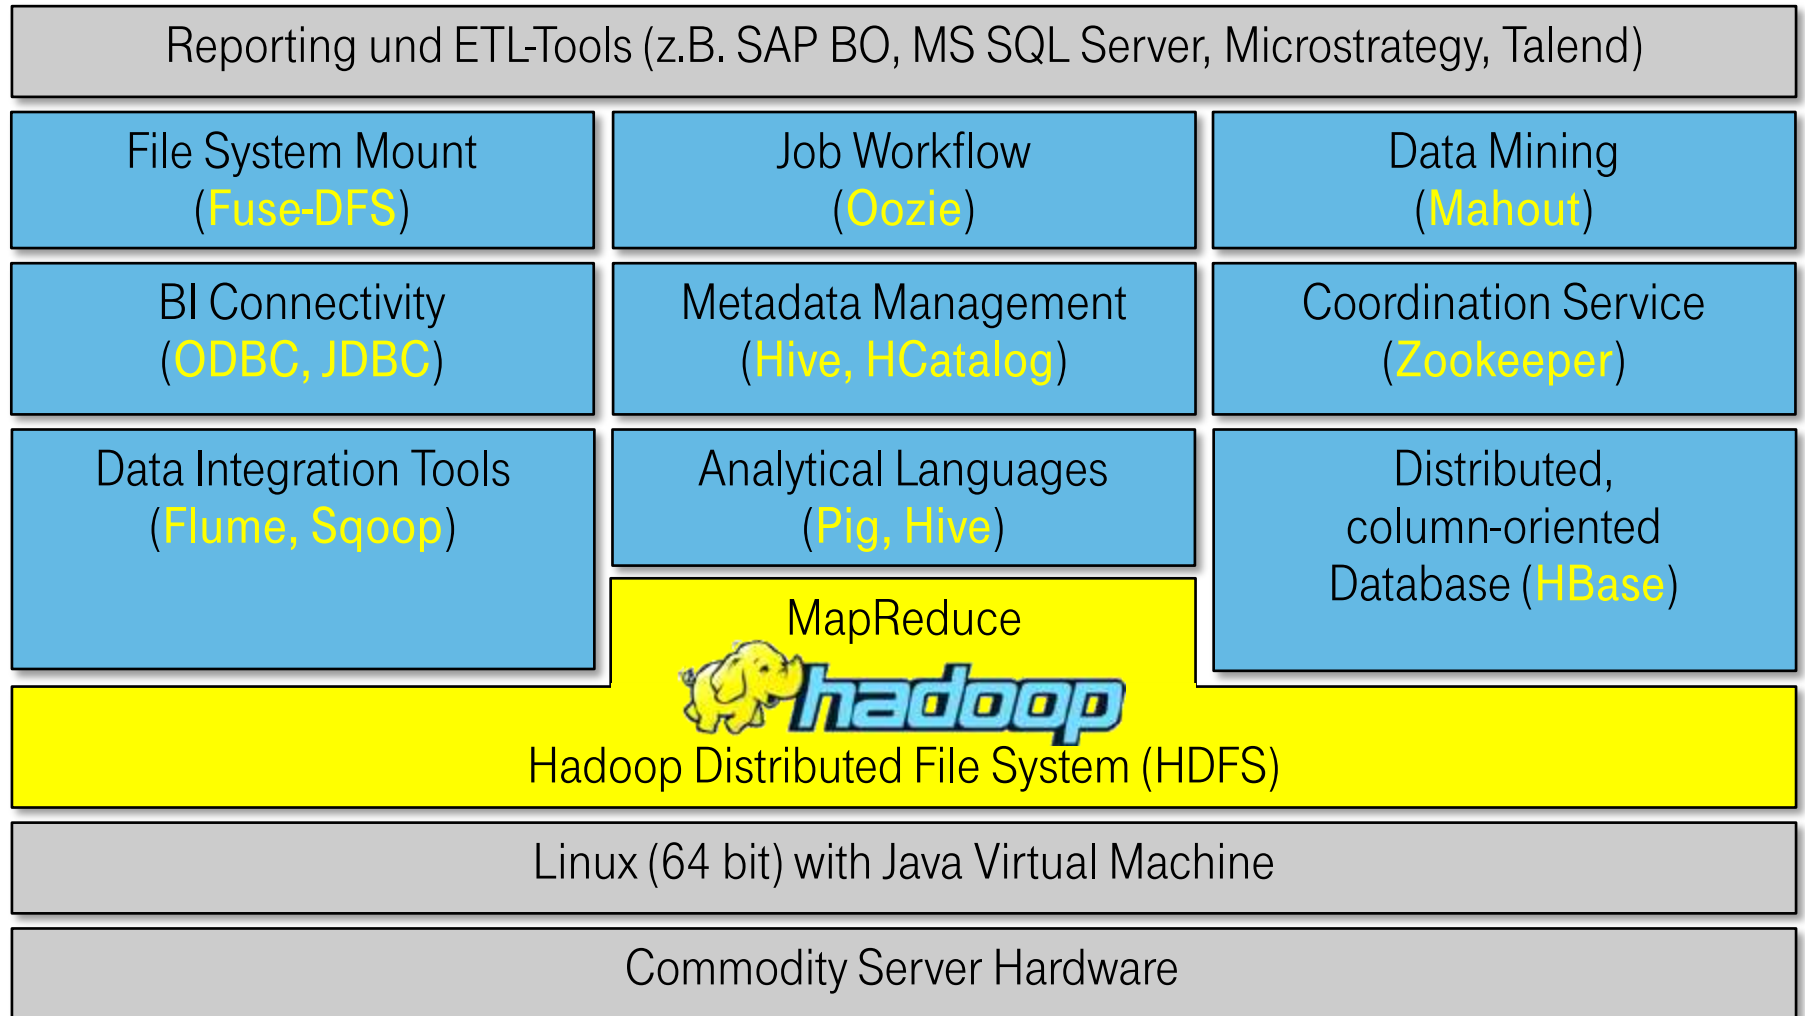 Reporting und ETL-Tools (z.B. SAP BO, MS SQL Server, Microstrategy, Talend)
File System Mount
(Fuse-DFS)
Job Workflow
(Oozie)
Data Mining
(Mahout)
BI Connectivity
(ODBC, JDBC)
Metadata Management
(Hive, HCatalog)
Coordination Service
(Zookeeper)
Data Integration Tools
(Flume, Sqoop)
Analytical Languages
(Pig, Hive)
Distributed,
column-oriented
Database (HBase)
MapReduce
hadoop
Hadoop Distributed File System (HDFS)
Linux (64 bit) with Java Virtual Machine
Commodity Server Hardware